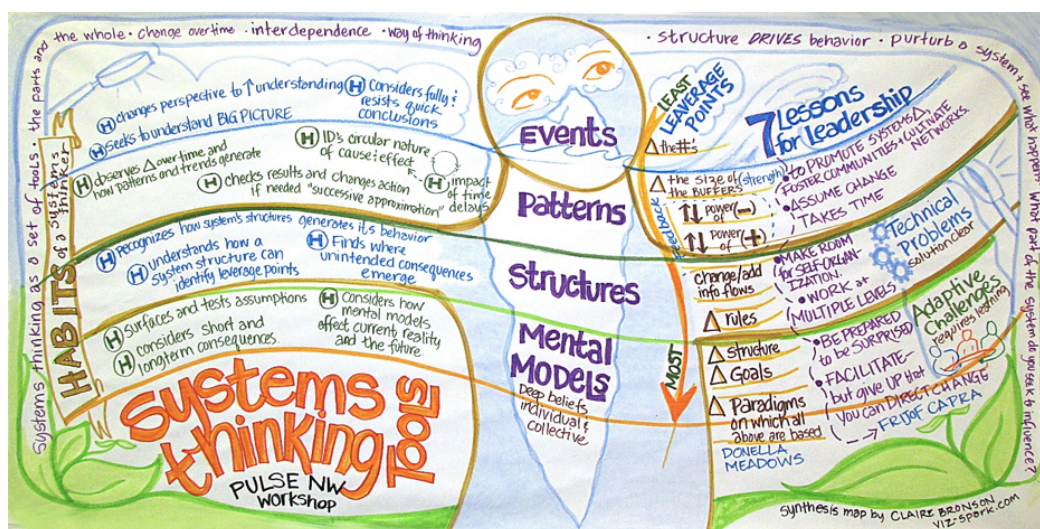 systems thinking as a set of tools · the parts and
the whole · change over time · interdependence · way of thinking
· structure DRIVES behavior · purturb a system + see what happens
what part of the system do you seek to influence?
HABITS
of a systems
thinker
H changes perspective to ↑ understanding
H Considers fully &
resists quick
conclusions
H Seeks to understand BIG PICTURE
H observes Δ over time and
how patterns and trends generate
H ID's circular nature
of cause & effect
H checks results and changes action
if needed "successive approximation"
H impact
of time
delays
H Recognizes how system's structures generates its behavior
H understands how a
system structure can
identify leverage points
H Finds where
unintended consequences
emerge
H Surfaces and tests assumptions
H considers short and
longterm consequences.
H considers how
mental models
affect current reality
and the future
systems
thinking
TOOLS
PULSE NW
WORKSHOP
Events
Patterns
Structures
Mental
Models
Deep beliefs
individual &
collective
LEAST
LEAVERAGE
POINTS
Δ the #'s
Δ the size of (strength)
the BUFFERS
feedback
↑↓ power of (−)
↑↓ power of (+)
change/add
info flows
Δ rules
MOST
Δ structure
Δ Goals
Δ Paradigms
on which all
above are based
DONELLA
MEADOWS
7 Lessons
for Leadership
• TO PROMOTE SYSTEMS Δ,
FOSTER COMMUNITIES + CULTIVATE
NETWORKS.
• ASSUME CHANGE
TAKES TIME
• MAKE ROOM
for SELF-ORGAN-
IZATION.
• WORK at
MULTIPLE LEVELS
• BE PREPARED
to be SURPRISED
• FACILITATE-
but GIVE UP that
you can DIRECT CHANGE
→ FRIJOF CAPRA
Technical
Problems
solution clear
Adaptive
Challenges
requires learning
synthesis map by CLAIRE BRONSON
VIZ-SPARK.COM